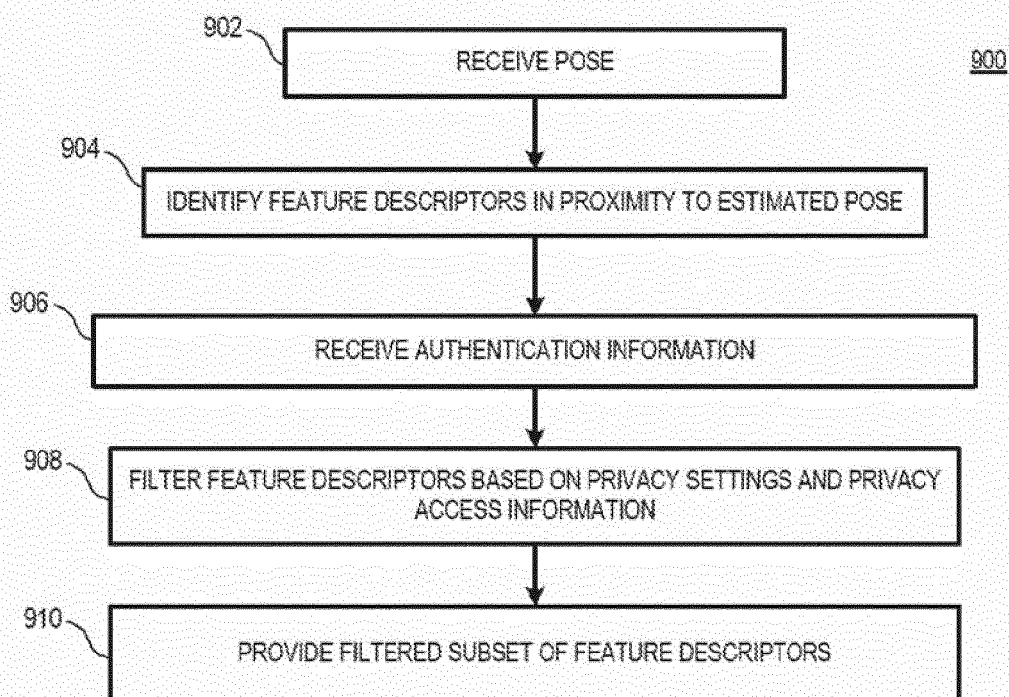 902
RECEIVE POSE
900
904
IDENTIFY FEATURE DESCRIPTORS IN PROXIMITY TO ESTIMATED POSE
906
RECEIVE AUTHENTICATION INFORMATION
908
FILTER FEATURE DESCRIPTORS BASED ON PRIVACY SETTINGS AND PRIVACY
ACCESS INFORMATION
910
PROVIDE FILTERED SUBSET OF FEATURE DESCRIPTORS